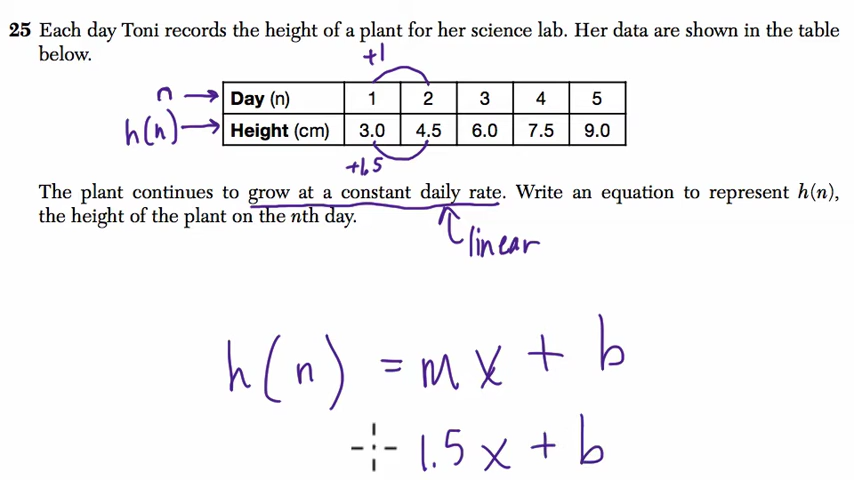 25 Each day Toni records the height of a plant for her science lab. Her data are shown in the table
below.
+1
n → Day (n) 1 2 3 4 5
h(n) → Height (cm) 3.0 4.5 6.0 7.5 9.0
+1.5
The plant continues to grow at a constant daily rate. Write an equation to represent h(n),
the height of the plant on the nth day.
linear
h(n) = mx + b
1.5x + b